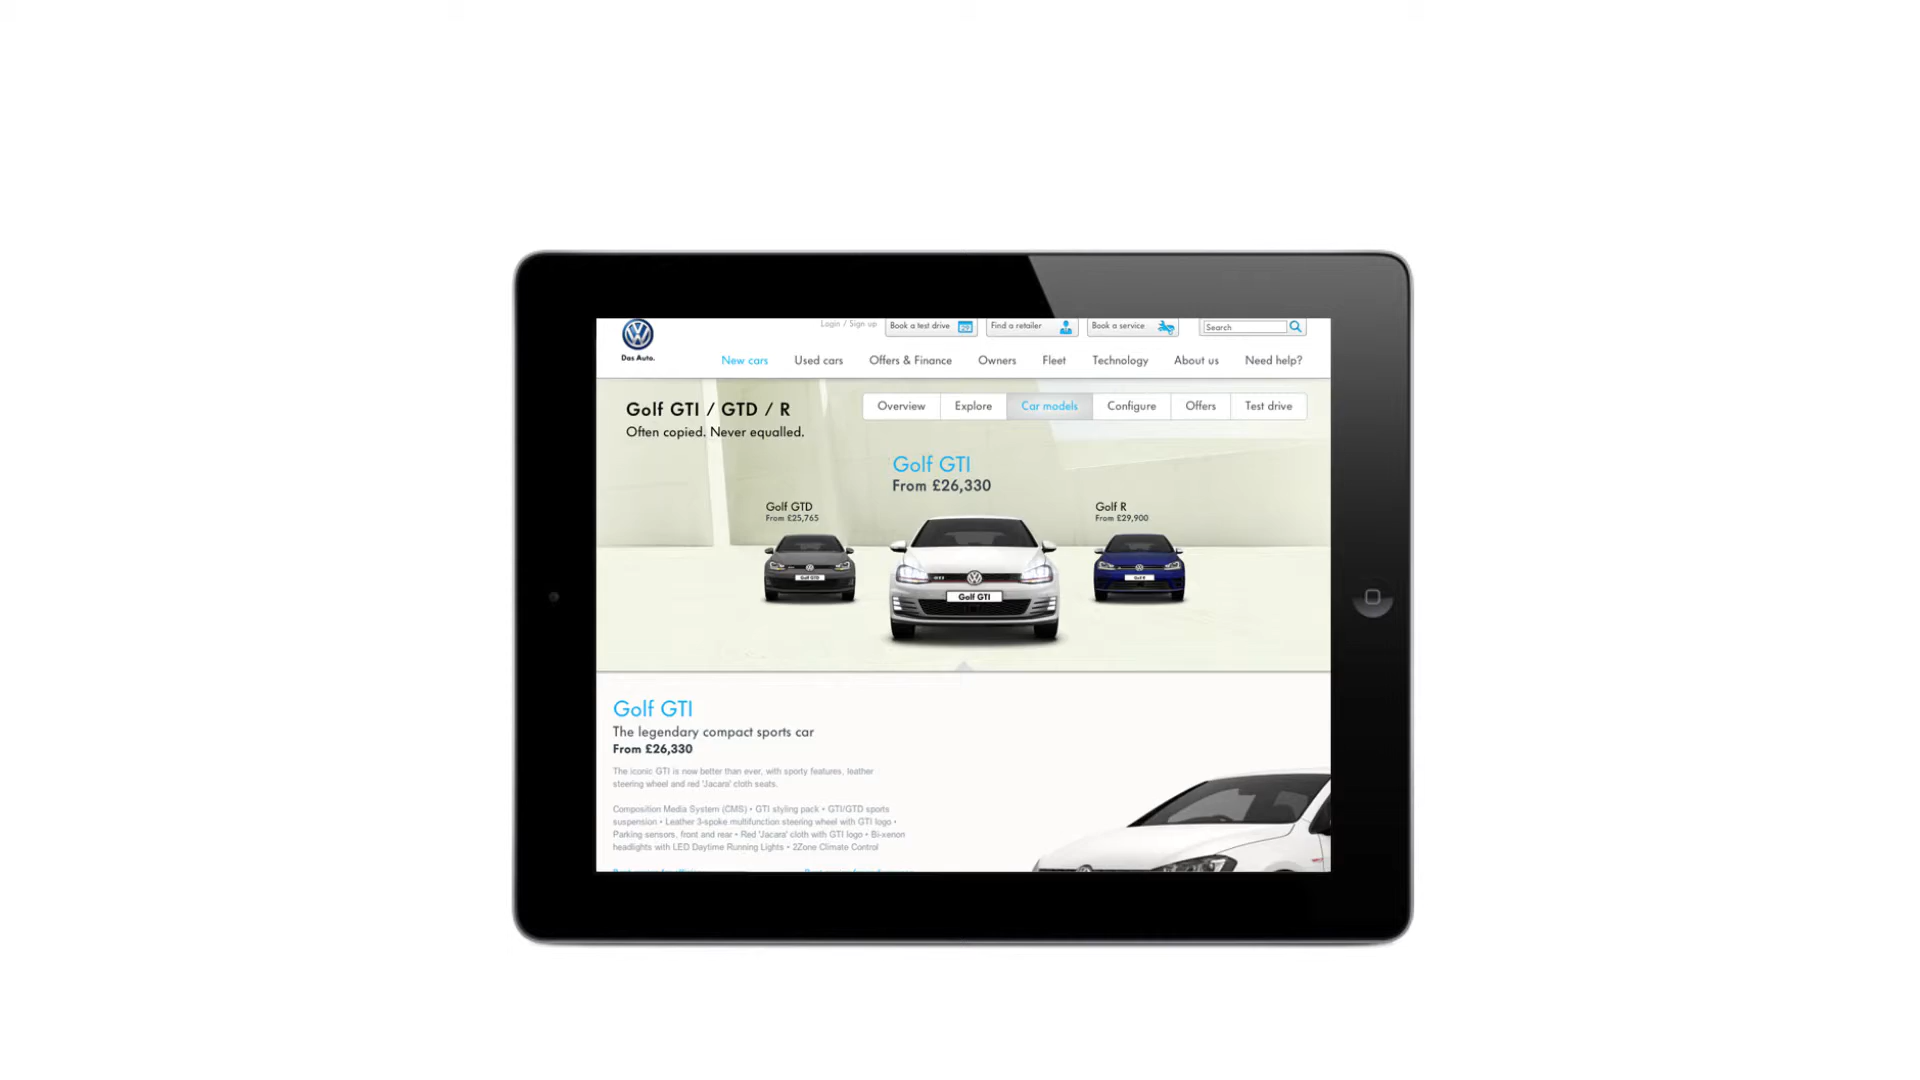 Login / Sign up
Book a test drive
Find a retailer
Book a service
Search
Das Auto.
New cars
Used cars
Offers & Finance
Owners
Fleet
Technology
About us
Need help?
Golf GTI / GTD / R
Often copied. Never equalled.
Overview
Explore
Car models
Configure
Offers
Test drive
Golf GTI
From £26,330
Golf GTD
From £25,765
Golf R
From £29,900
Golf GTD
Golf GTI
Golf R
Golf GTI
The legendary compact sports car
From £26,330
The iconic GTI is now better than ever, with sporty features, leather
steering wheel and red 'Jacara' cloth seats.
Composition Media System (CMS) • GTI styling pack • GTI/GTD sports
suspension • Leather 3-spoke multifunction steering wheel with GTI logo •
Parking sensors, front and rear • Red 'Jacara' cloth with GTI logo • Bi-xenon
headlights with LED Daytime Running Lights • 2Zone Climate Control